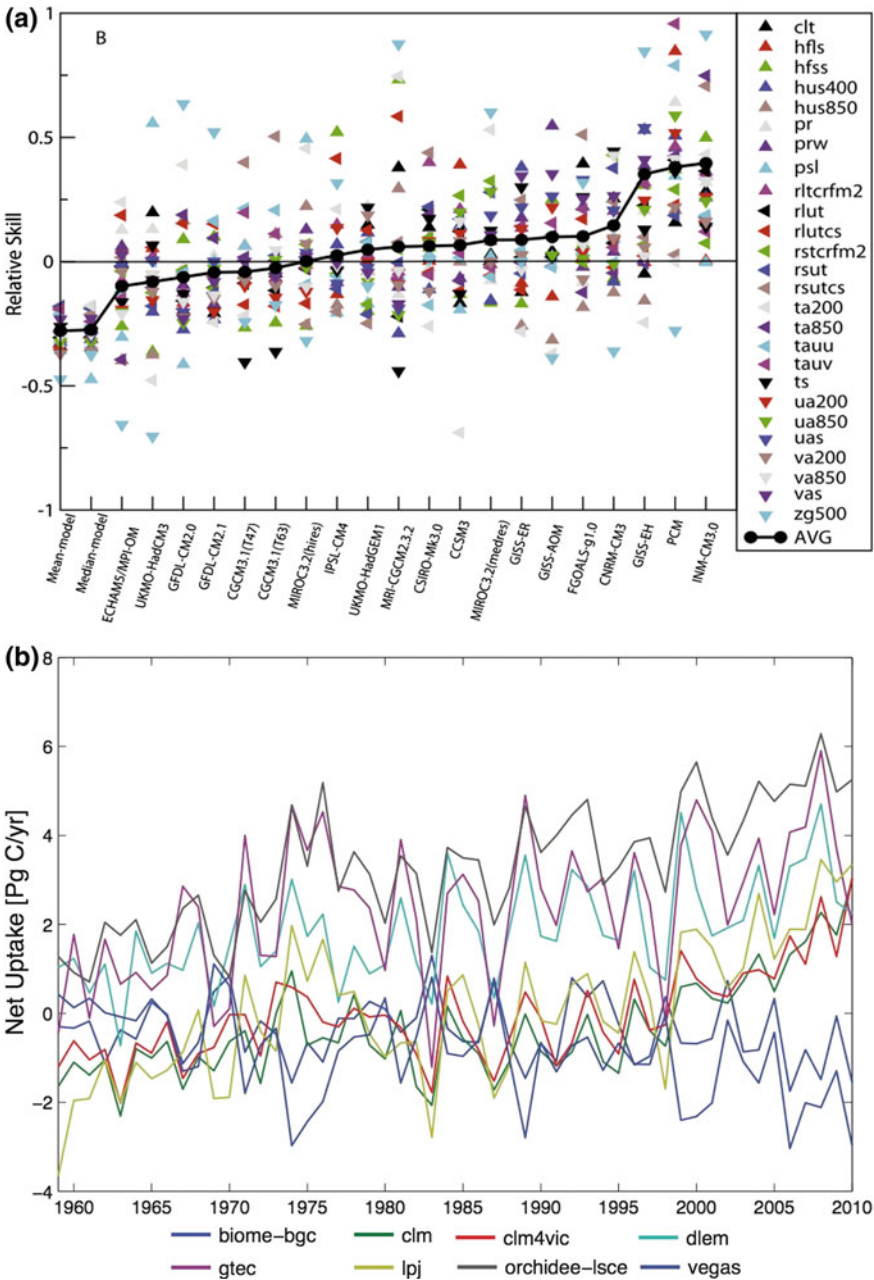 (a)
B
Relative Skill
1
0.5
0
-0.5
-1
clt
hfls
hfss
hus400
hus850
pr
prw
psl
rltcrfm2
rlut
rlutcs
rstcrfm2
rsut
rsutcs
ta200
ta850
tauu
tauv
ts
ua200
ua850
uas
va200
va850
vas
zg500
AVG
Mean-model
Median-model
ECHAM5/MPI-OM
UKMO-HadCM3
GFDL-CM2.0
GFDL-CM2.1
CGCM3.1(T47)
CGCM3.1(T63)
MIROC3.2(hires)
IPSL-CM4
UKMO-HadGEM1
MRI-CGCM2.3.2
CSIRO-Mk3.0
CCSM3
MIROC3.2(medres)
GISS-ER
GISS-AOM
FGOALS-g1.0
CNRM-CM3
GISS-EH
PCM
INM-CM3.0
(b)
Net Uptake [Pg C/yr]
8
6
4
2
0
−2
−4
1960 1965 1970 1975 1980 1985 1990 1995 2000 2005 2010
biome−bgc clm clm4vic dlem
gtec lpj orchidee−lsce vegas